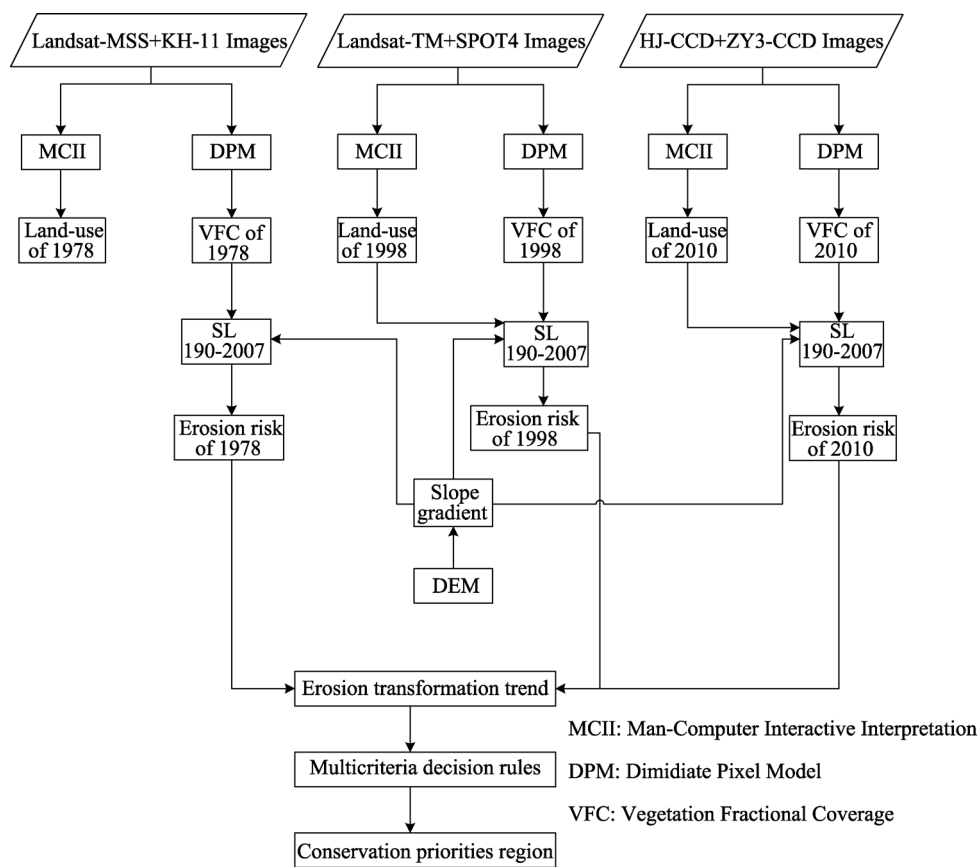 Landsat-MSS+KH-11 Images
Landsat-TM+SPOT4 Images
HJ-CCD+ZY3-CCD Images
MCII
DPM
MCII
DPM
MCII
DPM
Land-use
of 1978
VFC of
1978
Land-use
of 1998
VFC of
1998
Land-use
of 2010
VFC of
2010
SL
190-2007
SL
190-2007
SL
190-2007
Erosion risk
of 1978
Erosion risk
of 1998
Erosion risk
of 2010
Slope
gradient
DEM
Erosion transformation trend
Multicriteria decision rules
Conservation priorities region
MCII: Man-Computer Interactive Interpretation
DPM: Dimidiate Pixel Model
VFC: Vegetation Fractional Coverage